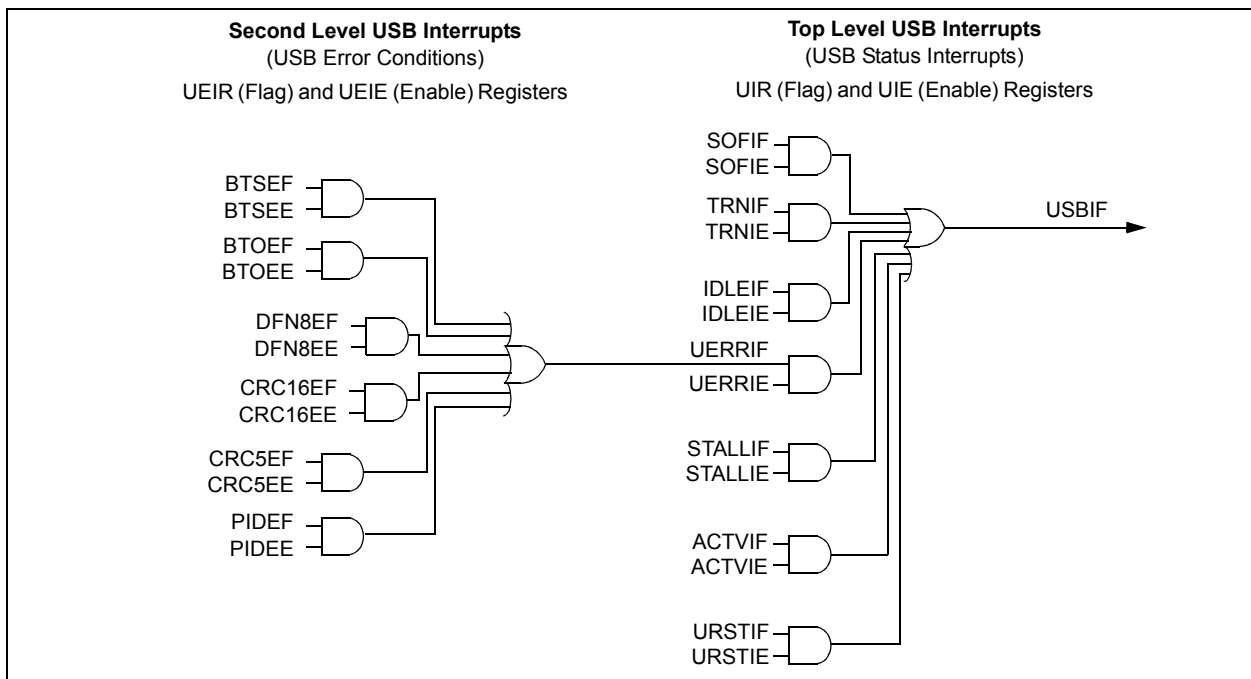 Second Level USB Interrupts
(USB Error Conditions)
UEIR (Flag) and UEIE (Enable) Registers
BTSEF
BTSEE
BTOEF
BTOEE
DFN8EF
DFN8EE
CRC16EF
CRC16EE
CRC5EF
CRC5EE
PIDEF
PIDEE
Top Level USB Interrupts
(USB Status Interrupts)
UIR (Flag) and UIE (Enable) Registers
SOFIF
SOFIE
TRNIF
TRNIE
IDLEIF
IDLEIE
UERRIF
UERRIE
STALLIF
STALLIE
ACTVIF
ACTVIE
URSTIF
URSTIE
USBIF